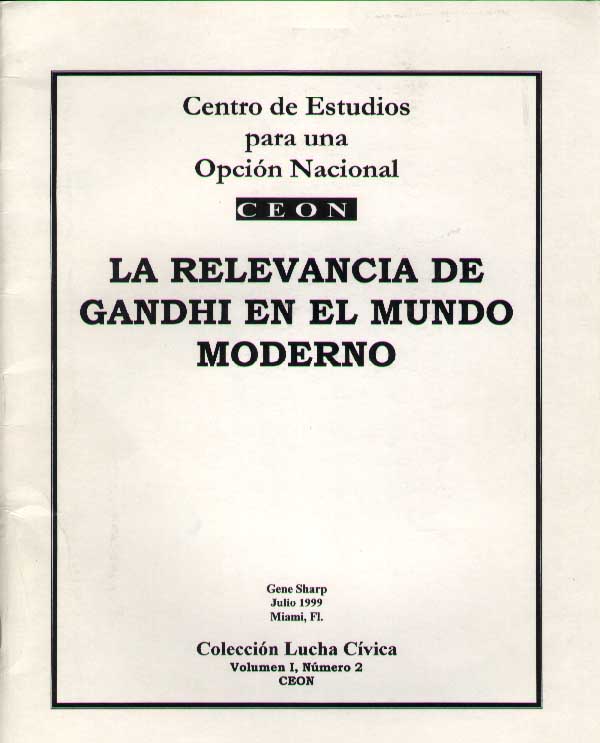 Centro de Estudios
para una
Opción Nacional
CEON
LA RELEVANCIA DE
GANDHI EN EL MUNDO
MODERNO
Gene Sharp
Julio 1999
Miami, Fl.
Colección Lucha Cívica
Volumen I, Número 2
CEON